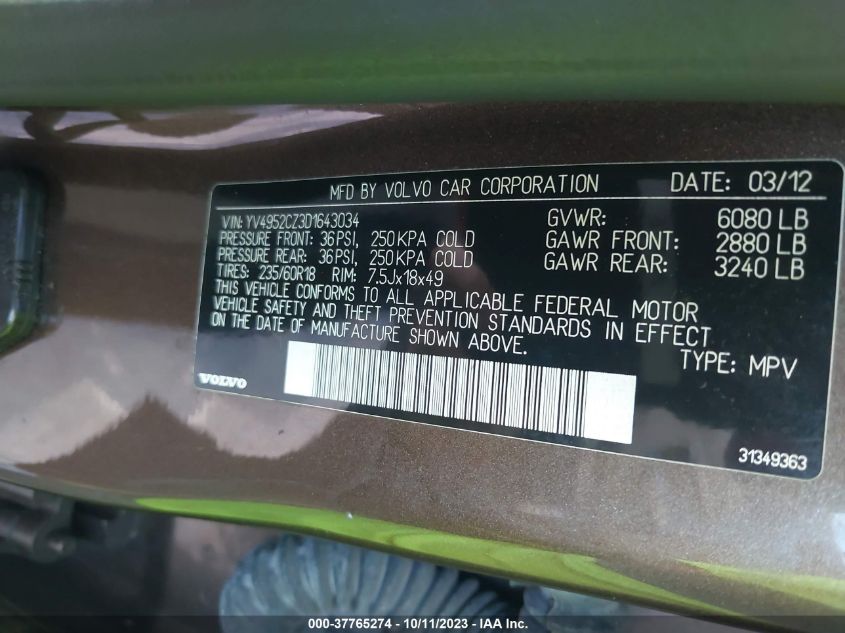 MFD BY VOLVO CAR CORPORATION DATE: 03/12
VIN: YV4952CZ3D1643034 GVWR: 6080 LB
PRESSURE FRONT: 36PSI, 250KPA COLD GAWR FRONT: 2880 LB
PRESSURE REAR: 36PSI, 250KPA COLD GAWR REAR: 3240 LB
TIRES: 235/60R18 RIM: 7.5Jx18x49
THIS VEHICLE CONFORMS TO ALL APPLICABLE FEDERAL MOTOR
VEHICLE SAFETY AND THEFT PREVENTION STANDARDS IN EFFECT
ON THE DATE OF MANUFACTURE SHOWN ABOVE.
TYPE: MPV
VOLVO
31349363
000-37765274 - 10/11/2023 - © IAA Inc.